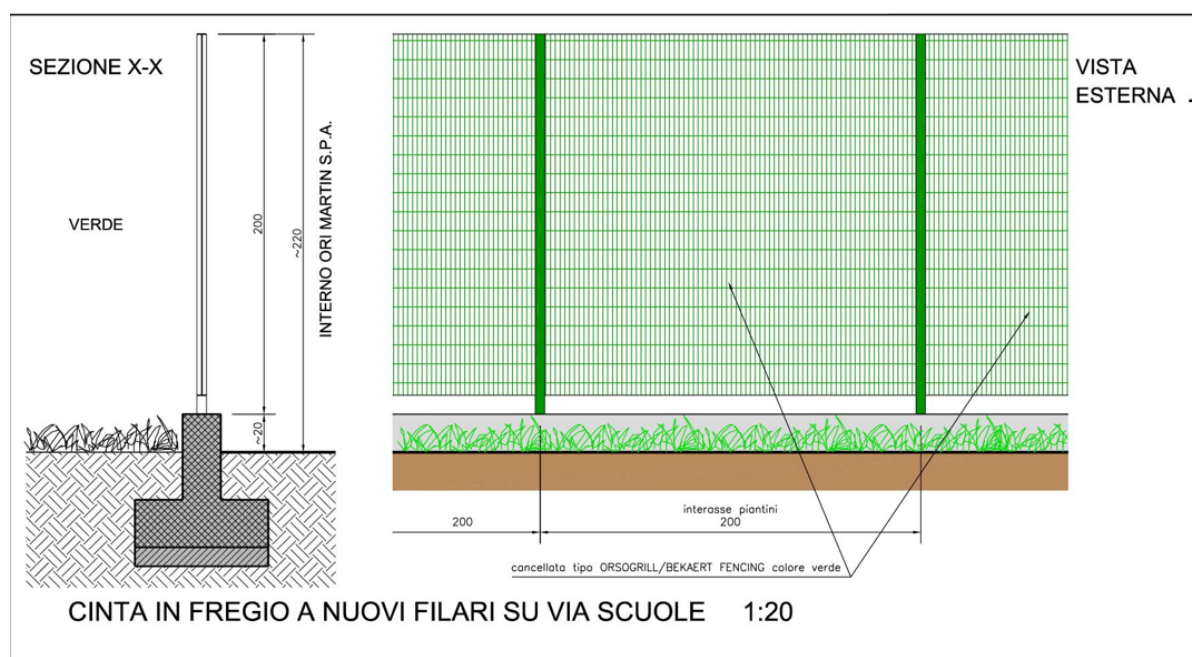 SEZIONE X-X
VERDE
200
~20
~220
INTERNO ORI MARTIN S.P.A.
VISTA
ESTERNA
200
interasse piantini
200
cancellata tipo ORSOGRILL/BEKAERT FENCING colore verde
CINTA IN FREGIO A NUOVI FILARI SU VIA SCUOLE 1:20